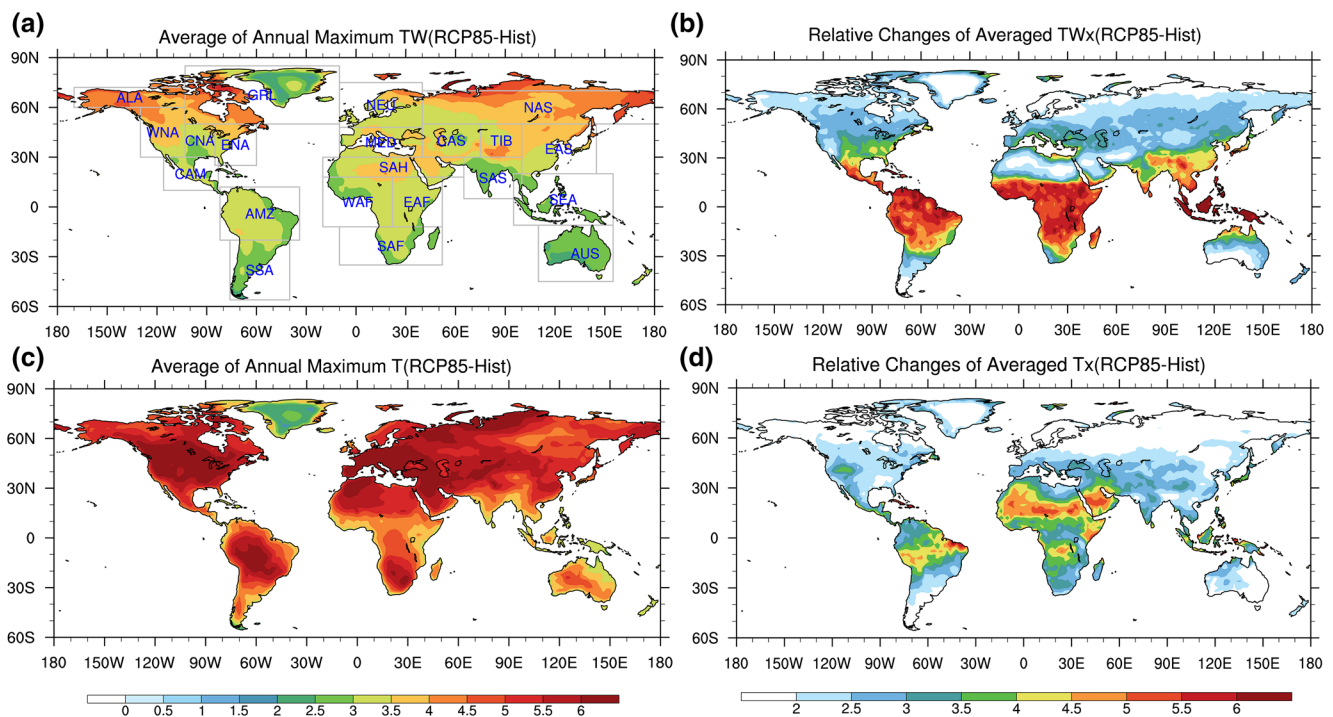 (a)
Average of Annual Maximum TW(RCP85-Hist)
90N
60N
30N
0
30S
60S
180 150W 120W 90W 60W 30W 0 30E 60E 90E 120E 150E 180
ALA
GRL
NEU
NAS
WNA
CNA
ENA
MED
CAS
TIB
EAS
SAH
CAM
SAS
WAF
EAF
SEA
AMZ
SAF
AUS
SSA
(b)
Relative Changes of Averaged TWx(RCP85-Hist)
90N
60N
30N
0
30S
60S
180 150W 120W 90W 60W 30W 0 30E 60E 90E 120E 150E 180
(c)
Average of Annual Maximum T(RCP85-Hist)
90N
60N
30N
0
30S
60S
180 150W 120W 90W 60W 30W 0 30E 60E 90E 120E 150E 180
0 0.5 1 1.5 2 2.5 3 3.5 4 4.5 5 5.5 6
(d)
Relative Changes of Averaged Tx(RCP85-Hist)
90N
60N
30N
0
30S
60S
180 150W 120W 90W 60W 30W 0 30E 60E 90E 120E 150E 180
2 2.5 3 3.5 4 4.5 5 5.5 6